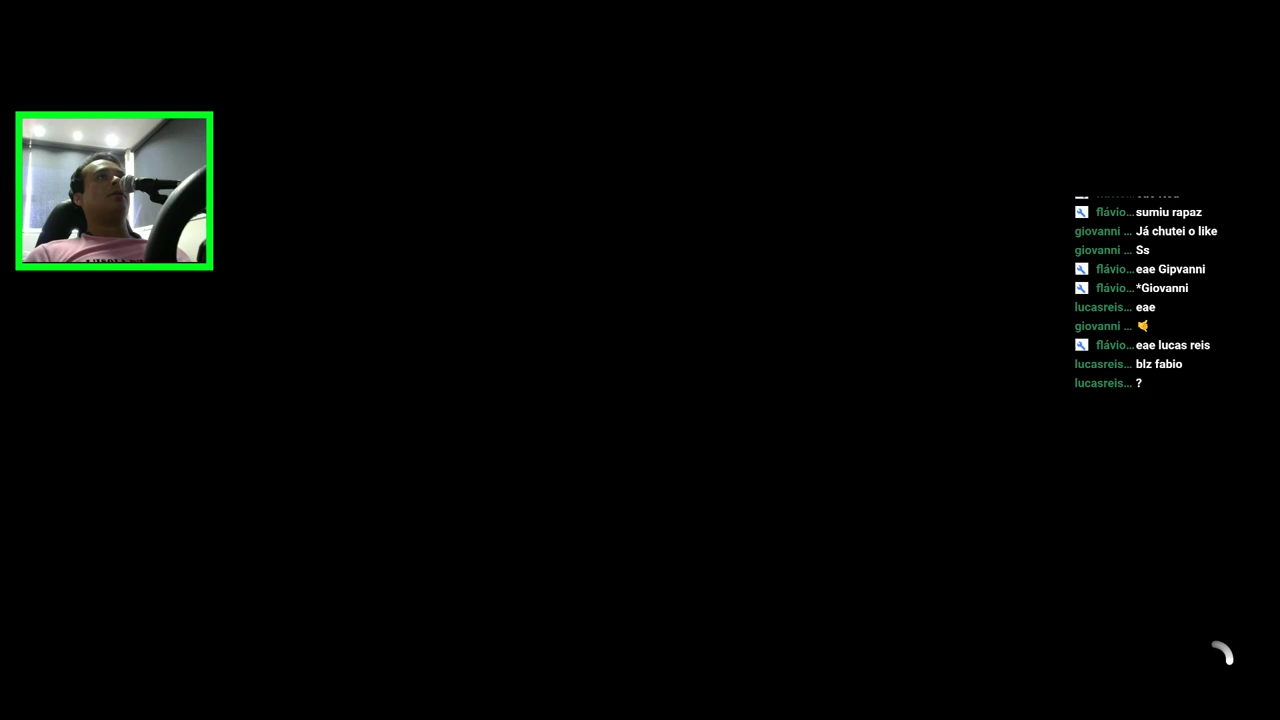 flávio… sumiu rapaz
giovanni … Já chutei o like
giovanni … Ss
flávio… eae Gipvanni
flávio… *Giovanni
lucasreis… eae
giovanni … 🤙
flávio… eae lucas reis
lucasreis… blz fabio
lucasreis… ?